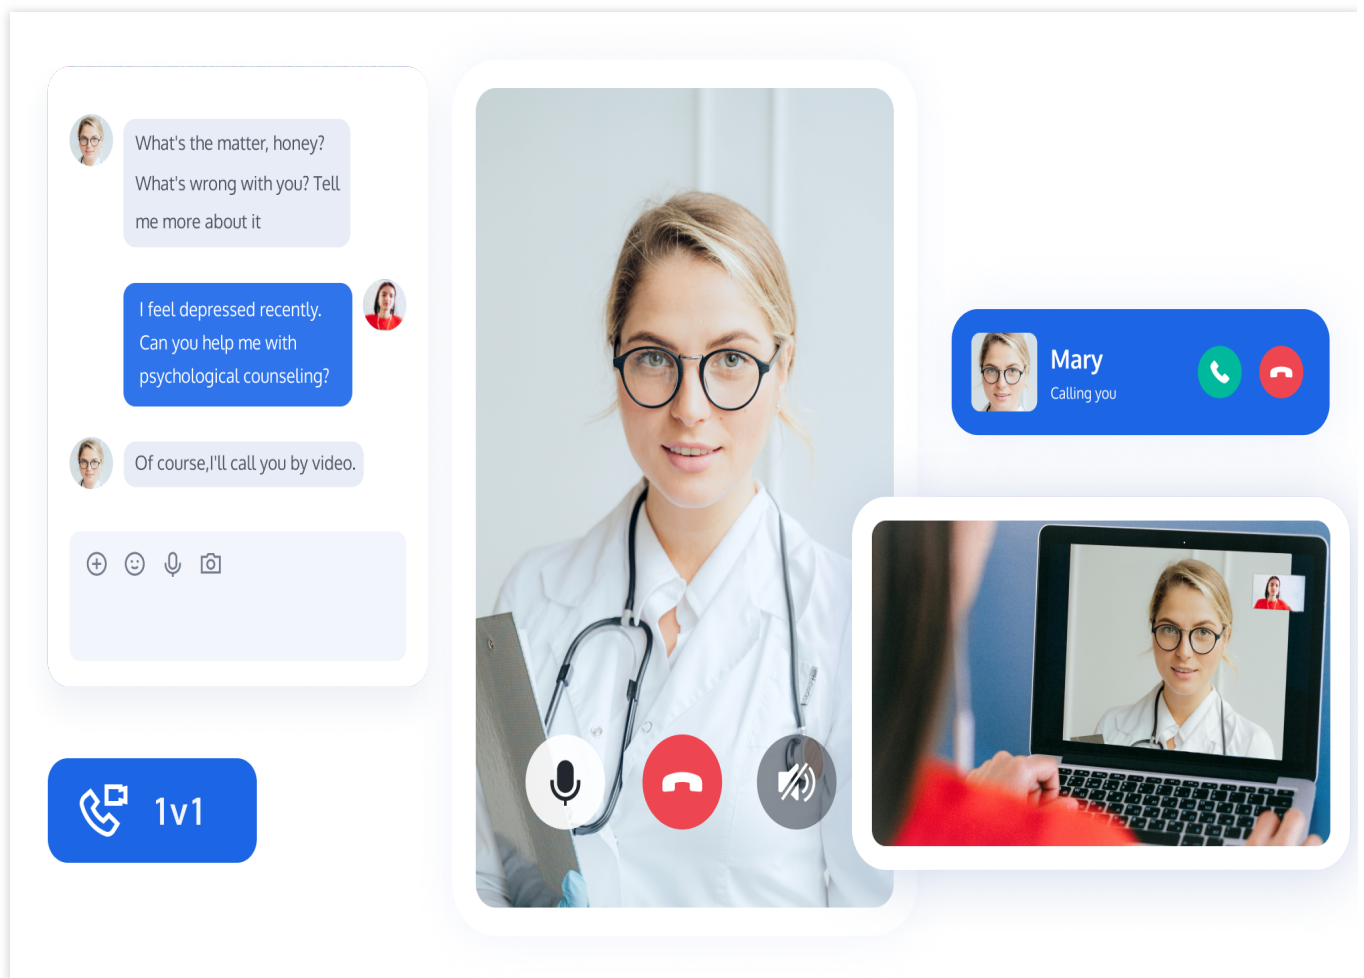 What's the matter, honey?
What's wrong with you? Tell
me more about it
I feel depressed recently.
Can you help me with
psychological counseling?
Of course,I'll call you by video.
1v1
Mary
Calling you